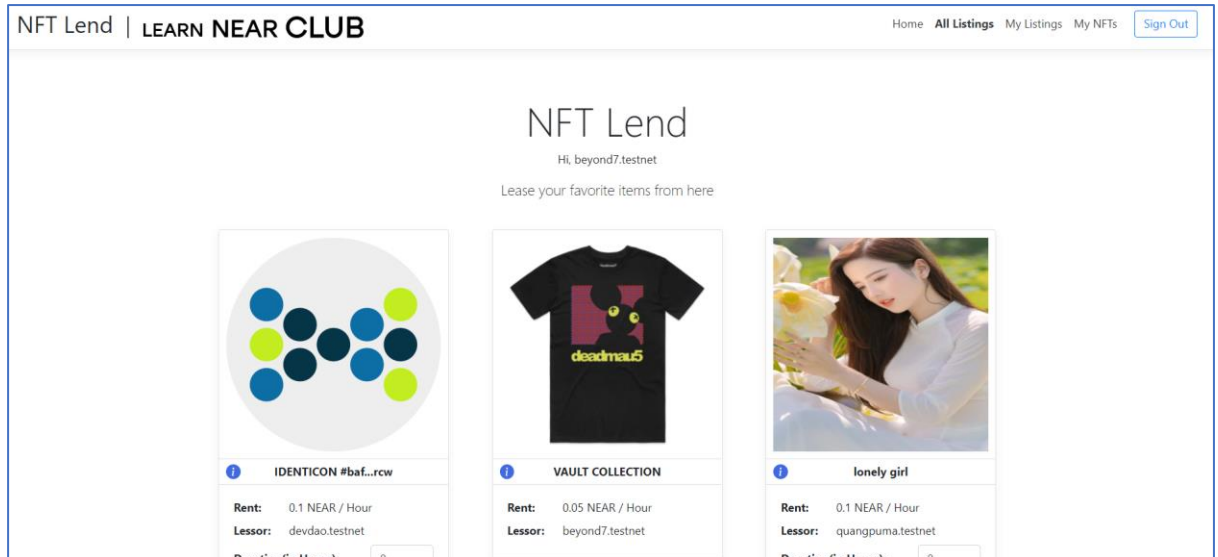 NFT Lend | LEARN NEAR CLUB
Home All Listings My Listings My NFTs Sign Out
NFT Lend
Hi, beyond7.testnet
Lease your favorite items from here
deadmau5
IDENTICON #baf...rcw
VAULT COLLECTION
lonely girl
Rent: 0.1 NEAR / Hour
Lessor: devdao.testnet
Rent: 0.05 NEAR / Hour
Lessor: beyond7.testnet
Rent: 0.1 NEAR / Hour
Lessor: quangpuma.testnet